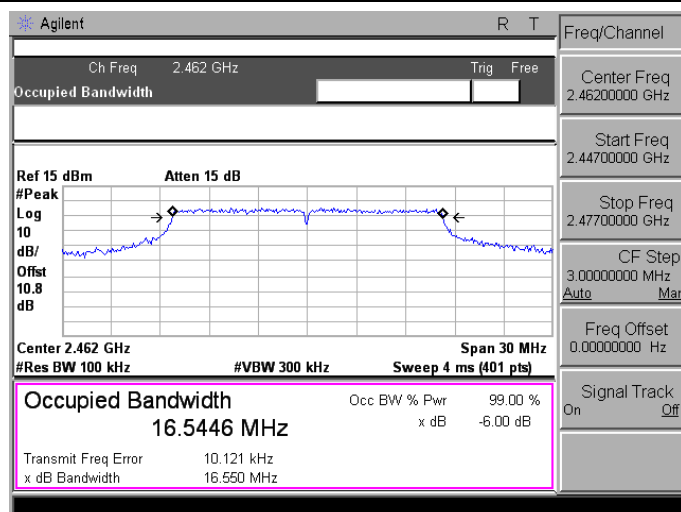 Agilent
R T
Freq/Channel
Ch Freq 2.462 GHz Trig Free
Occupied Bandwidth
Center Freq
2.46200000 GHz
Start Freq
2.44700000 GHz
Ref 15 dBm Atten 15 dB
#Peak
Log
10
dB/
Offst
10.8
dB
Stop Freq
2.47700000 GHz
CF Step
3.00000000 MHz
Auto Man
Freq Offset
0.00000000 Hz
Center 2.462 GHz Span 30 MHz
#Res BW 100 kHz #VBW 300 kHz Sweep 4 ms (401 pts)
Signal Track
On Off
Occupied Bandwidth
16.5446 MHz
Occ BW % Pwr 99.00 %
x dB -6.00 dB
Transmit Freq Error 10.121 kHz
x dB Bandwidth 16.550 MHz